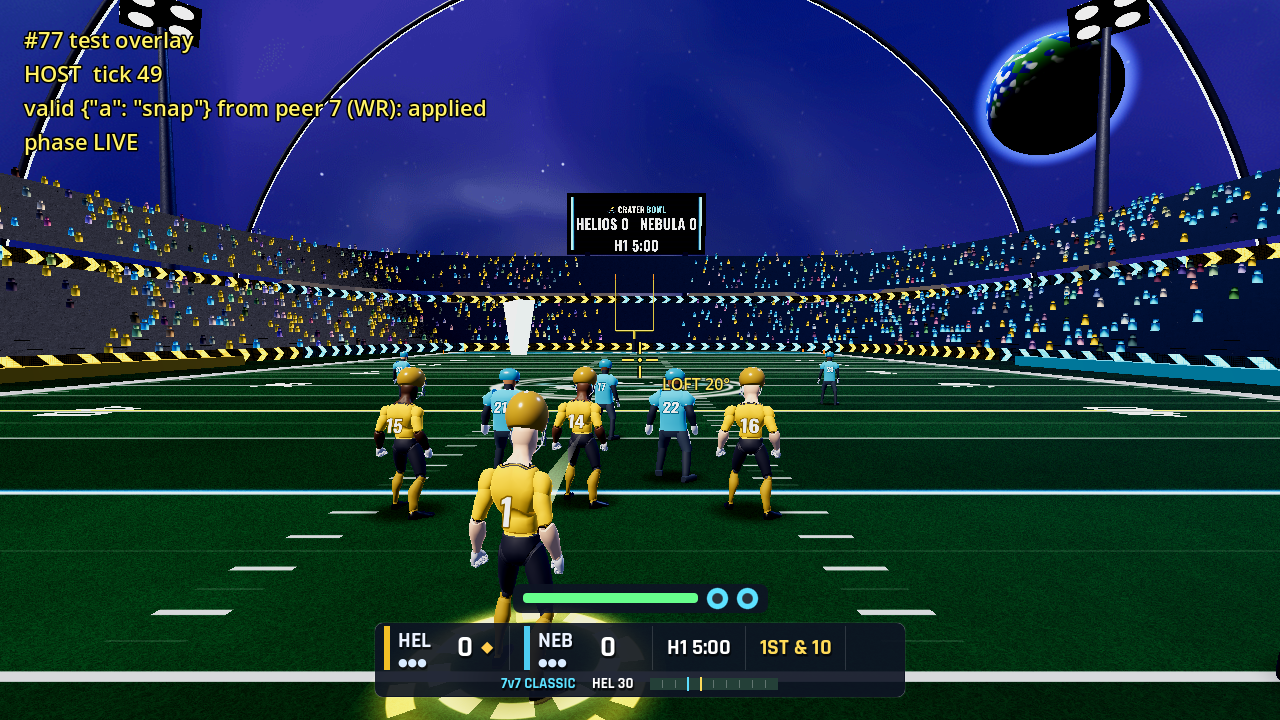 #77 test overlay
HOST tick 49
valid {"a": "snap"} from peer 7 (WR): applied
phase LIVE
CRATER BOWL
HELIOS 0 NEBULA 0
H1 5:00
LOFT 20°
15
21
14
17
22
16
1
HEL 0 NEB 0 H1 5:00 1ST & 10
7v7 CLASSIC HEL 30